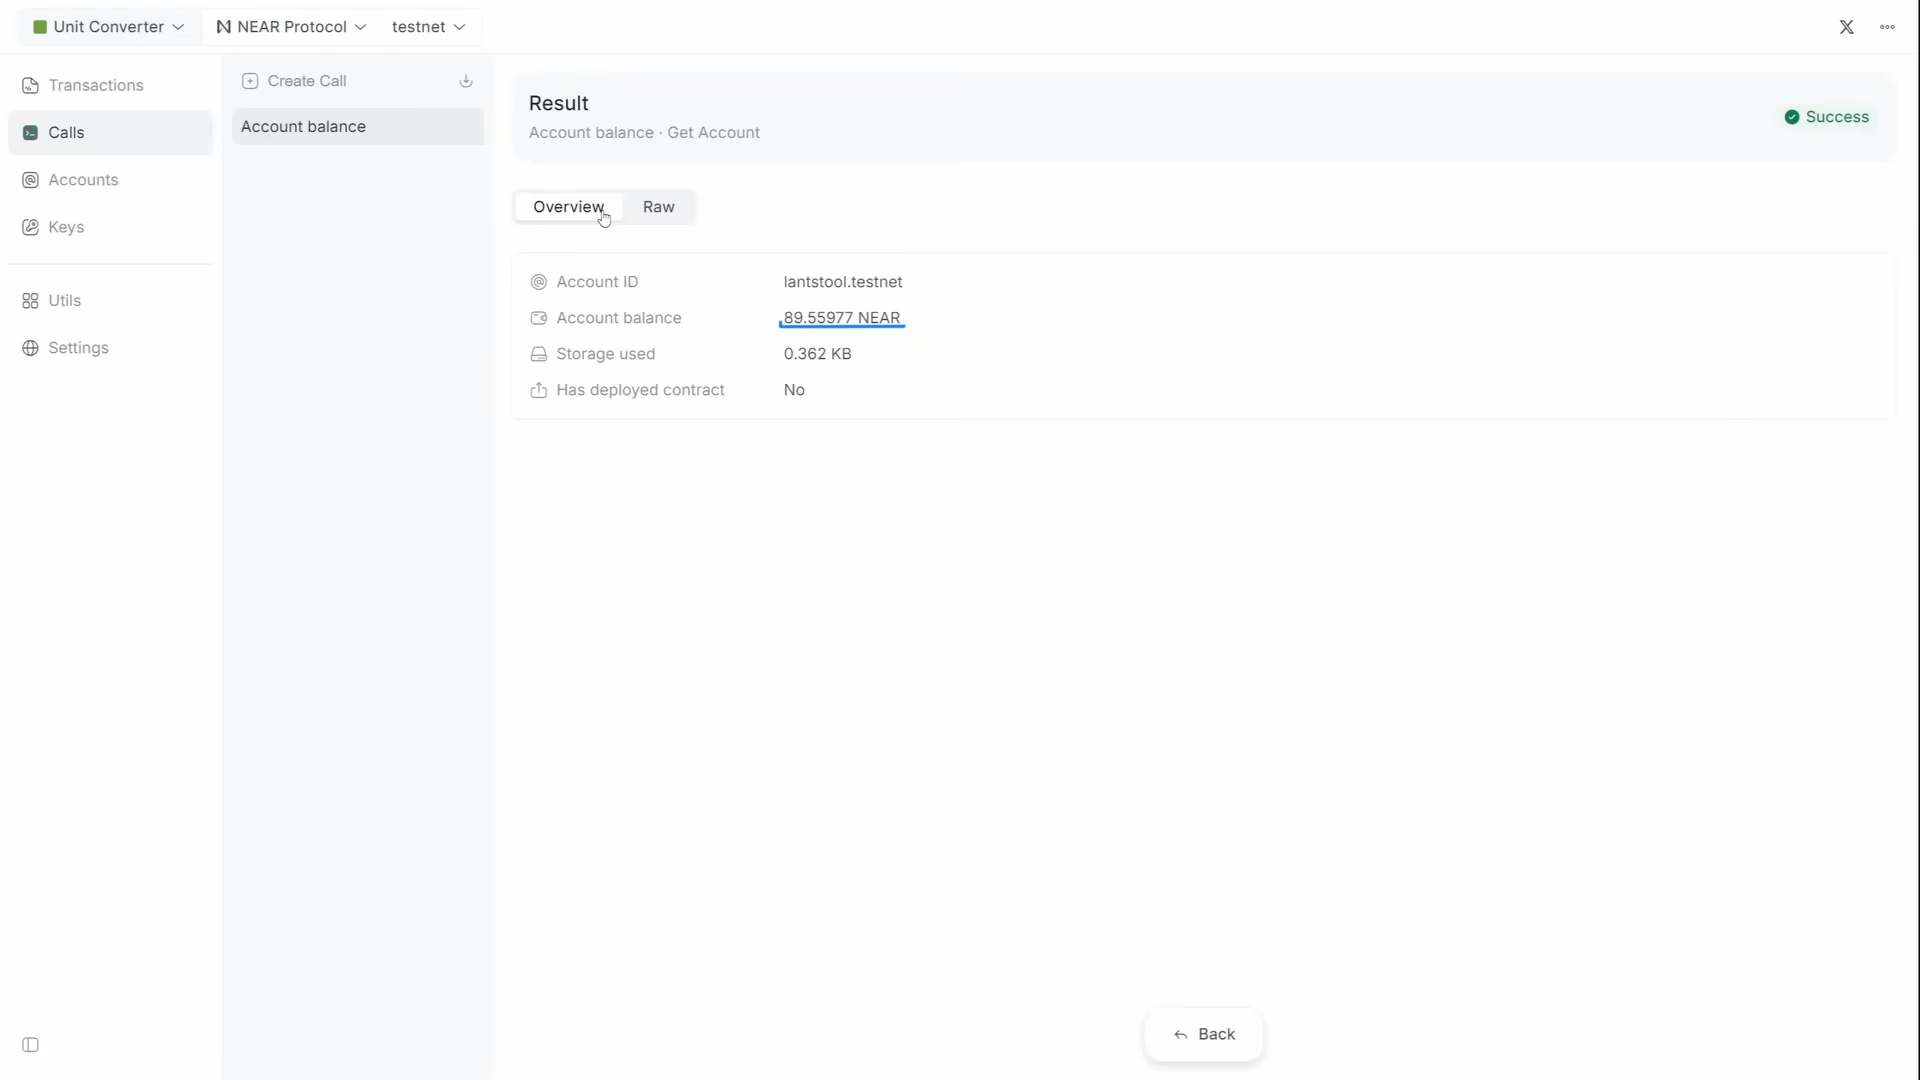 Unit Converter
NEAR Protocol
testnet
Transactions
Calls
Accounts
Keys
Utils
Settings
Create Call
Account balance
Result
Account balance · Get Account
Success
Overview
Raw
Account ID lantstool.testnet
Account balance 89.55977 NEAR
Storage used 0.362 KB
Has deployed contract No
Back